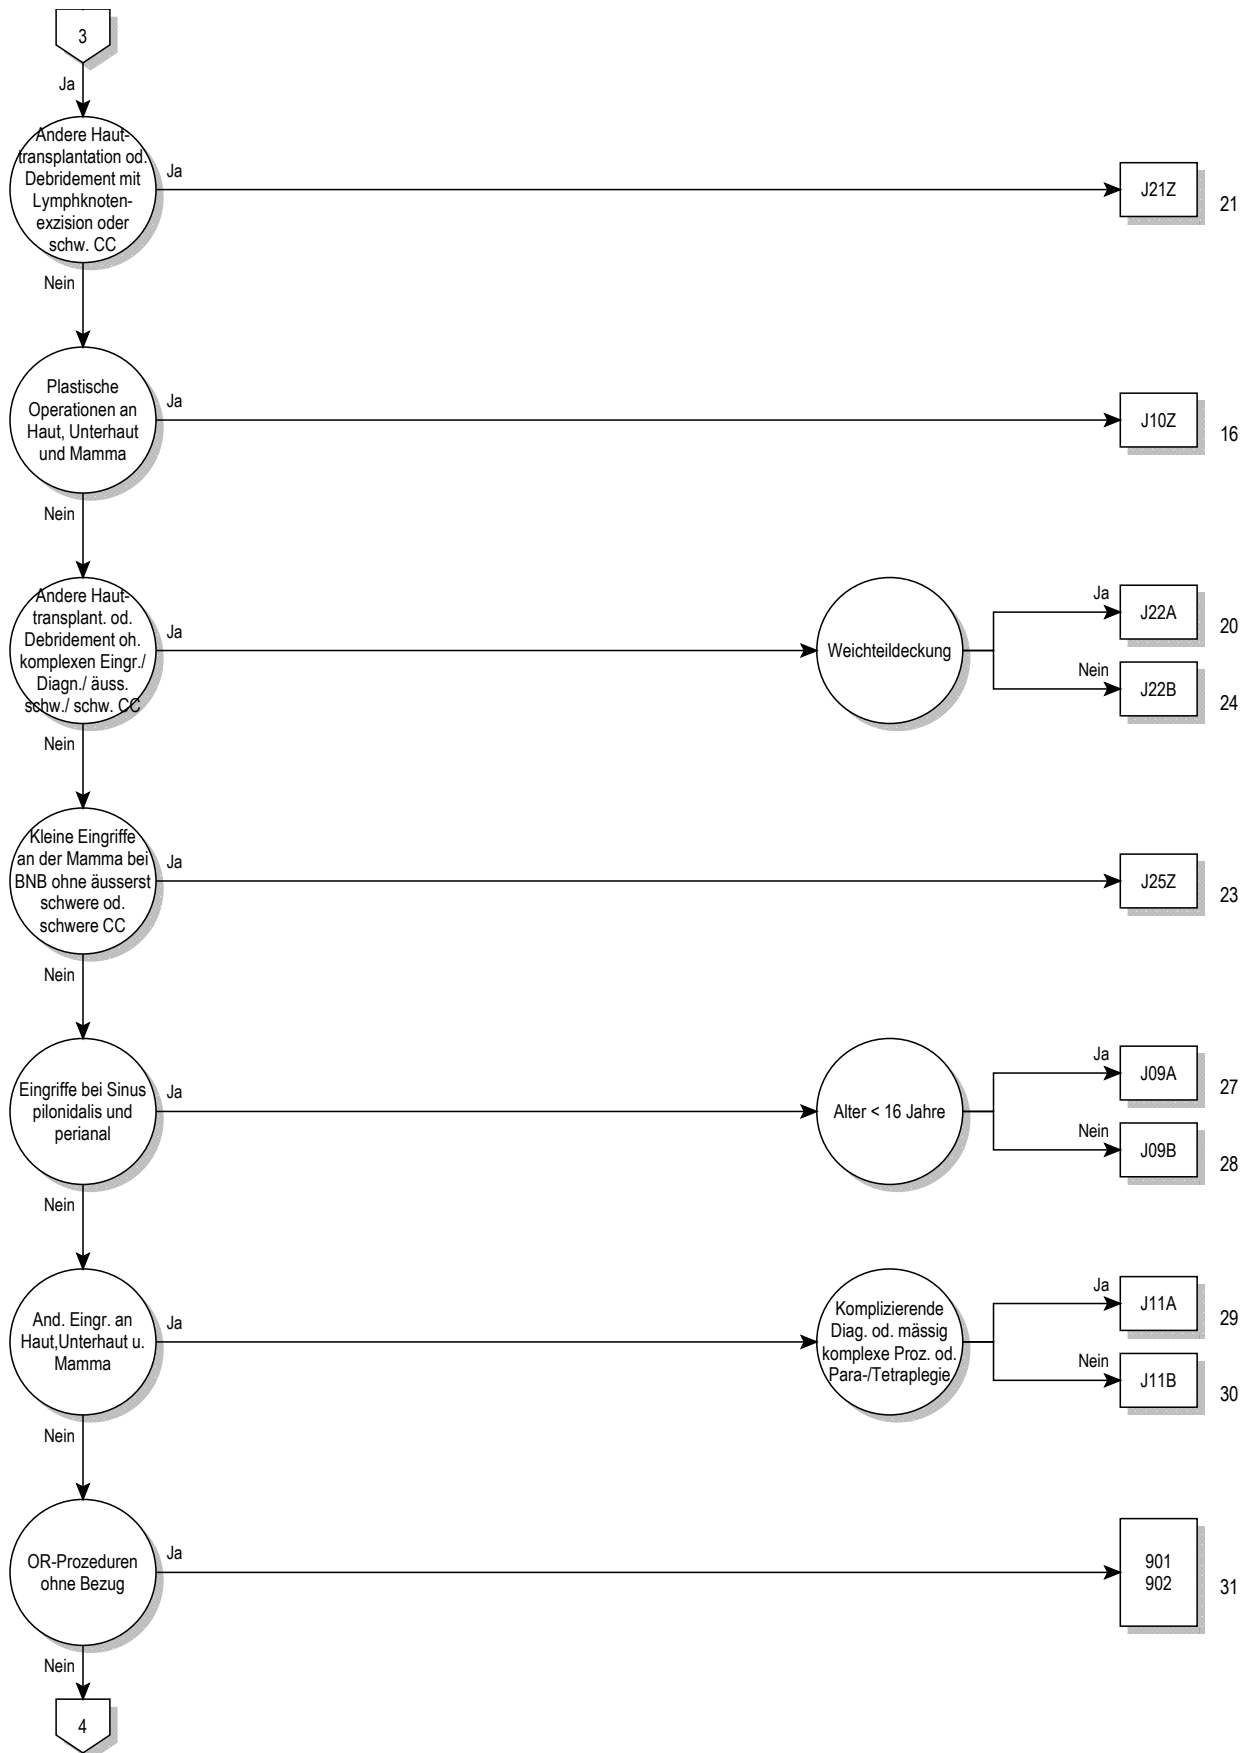 3
Ja
Andere Haut-
transplantation od.
Debridement mit
Lymphknoten-
exzision oder
schw. CC
Ja
J21Z
21
Nein
Plastische
Operationen an
Haut, Unterhaut
und Mamma
Ja
J10Z
16
Nein
Andere Haut-
transplant. od.
Debridement oh.
komplexen Eingr./
Diagn./ äuss.
schw./ schw. CC
Ja
Weichteildeckung
Ja
J22A
20
Nein
J22B
24
Nein
Kleine Eingriffe
an der Mamma bei
BNB ohne äusserst
schwere od.
schwere CC
Ja
J25Z
23
Nein
Eingriffe bei Sinus
pilonidalis und
perianal
Ja
Alter < 16 Jahre
Ja
J09A
27
Nein
J09B
28
Nein
And. Eingr. an
Haut,Unterhaut u.
Mamma
Ja
Komplizierende
Diag. od. mässig
komplexe Proz. od.
Para-/Tetraplegie
Ja
J11A
29
Nein
J11B
30
Nein
OR-Prozeduren
ohne Bezug
Ja
901
902
31
Nein
4